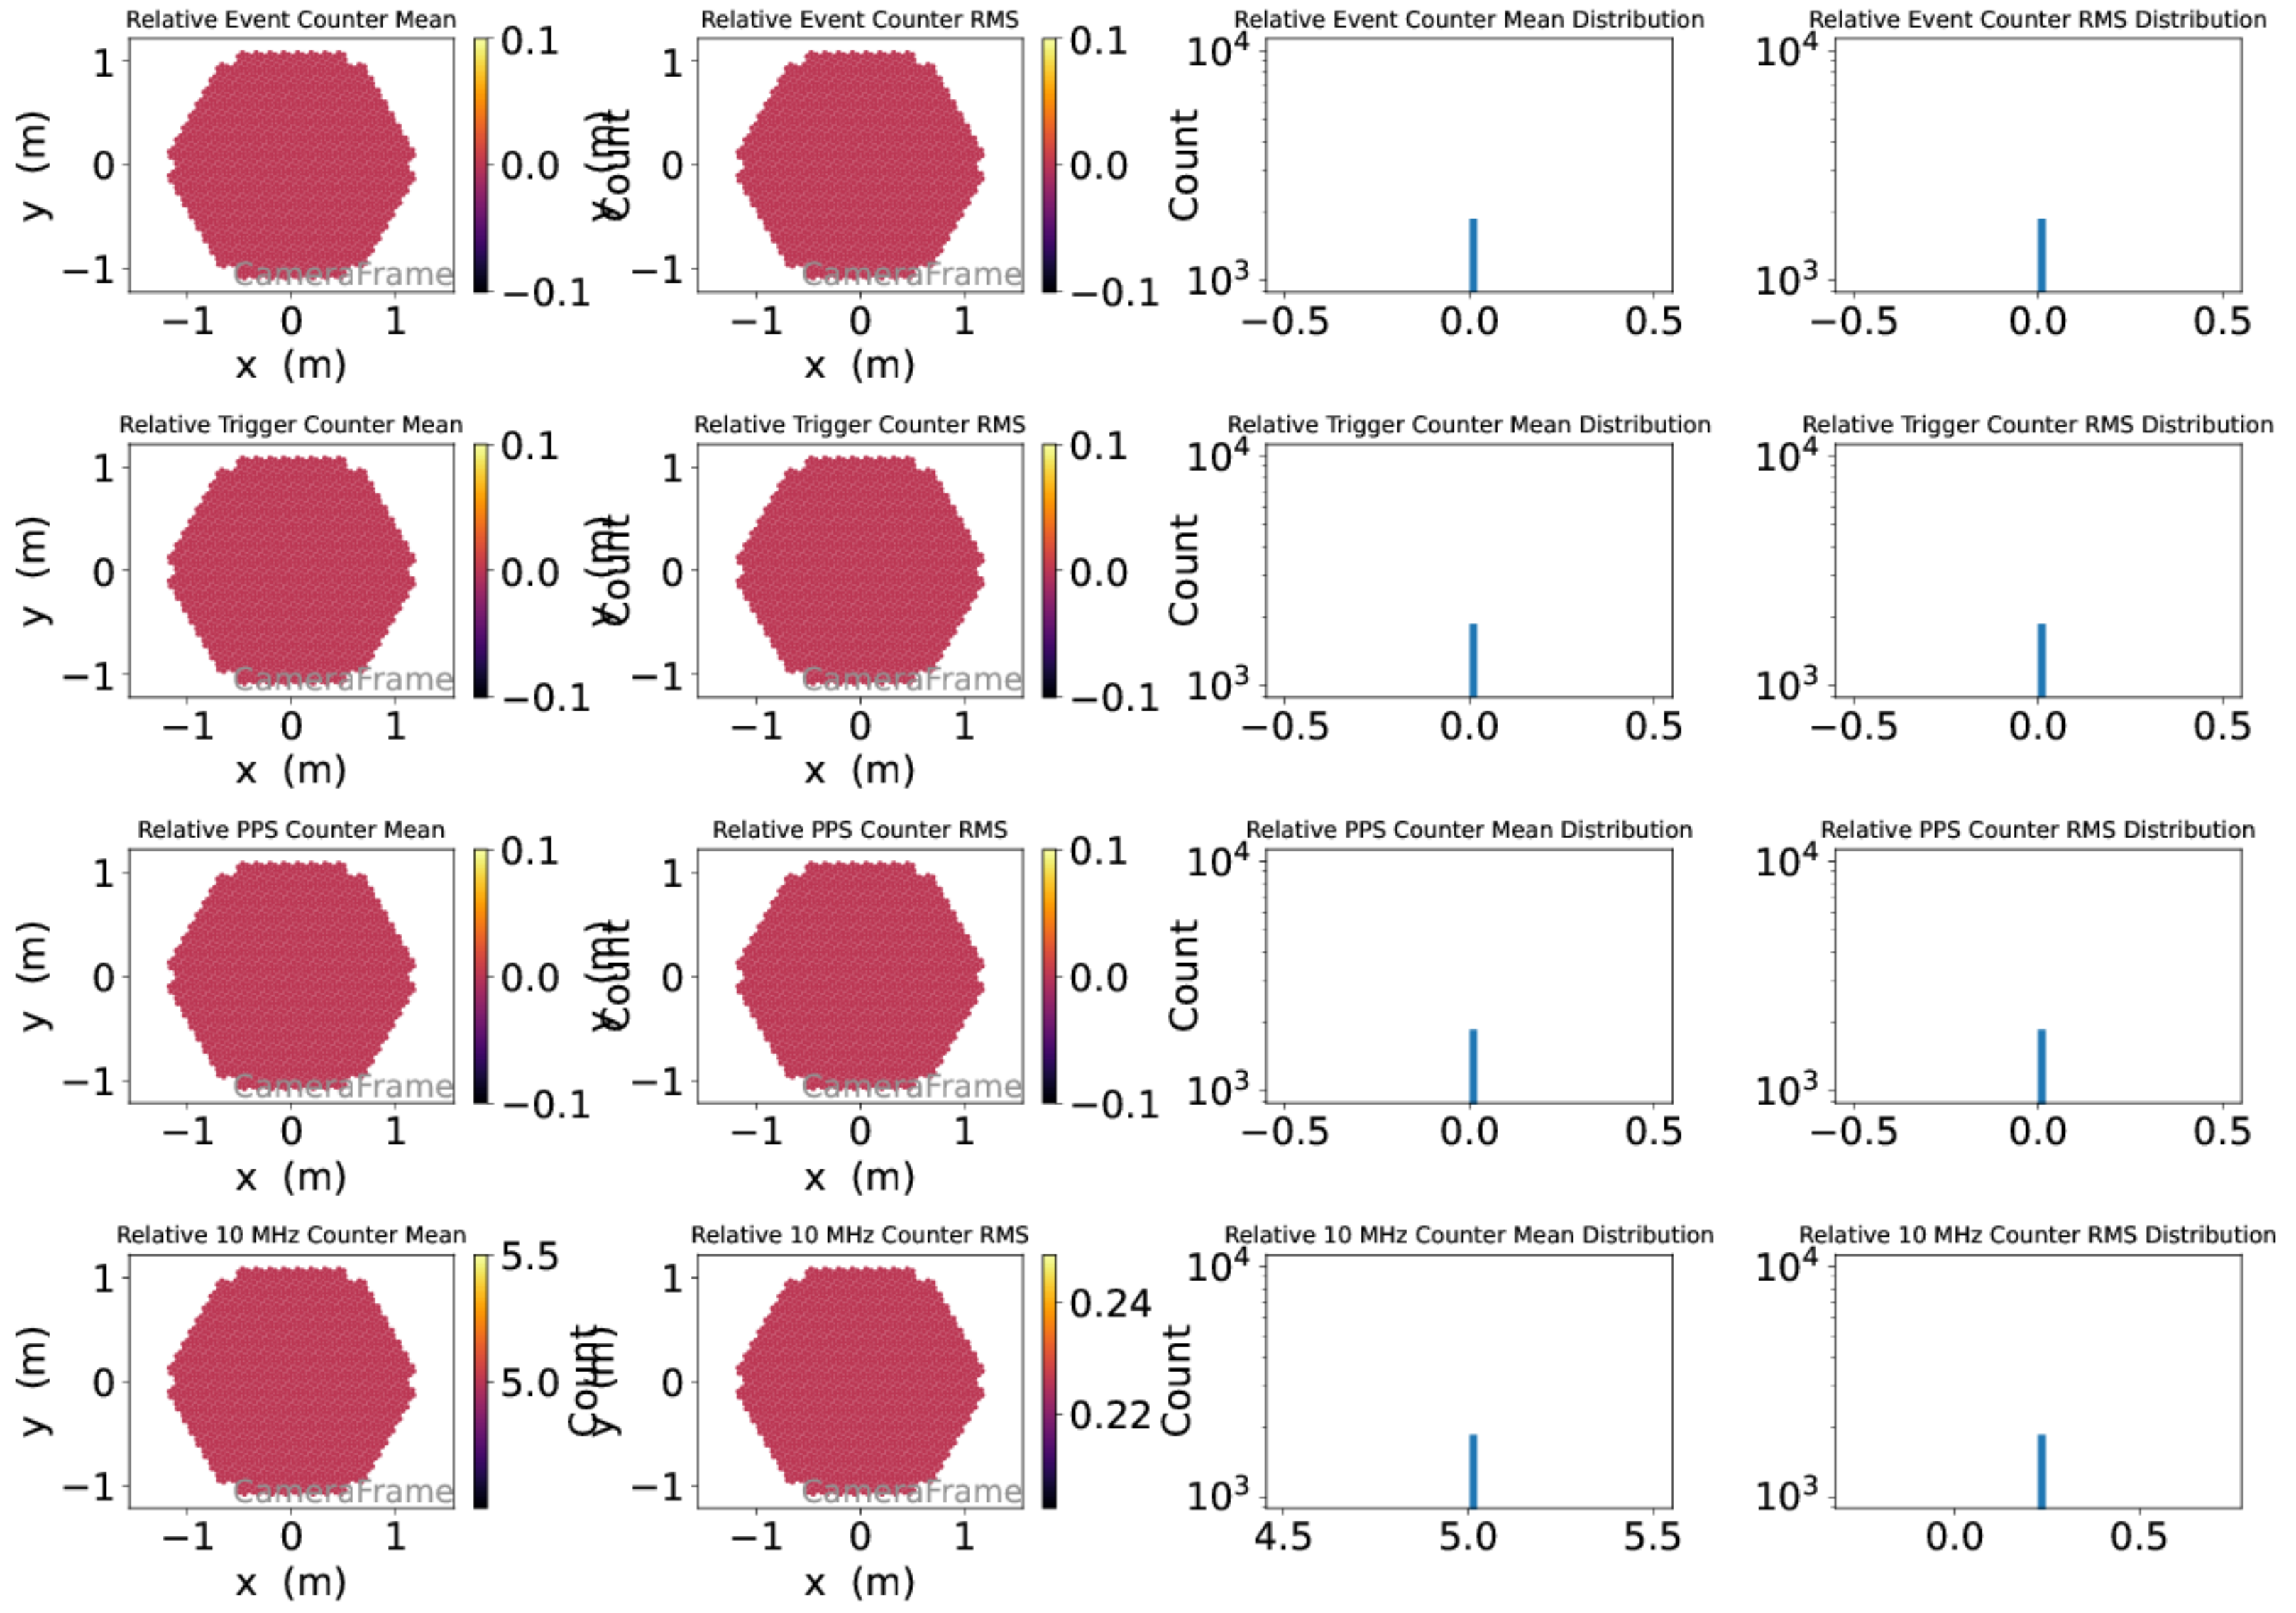 Relative Event Counter Mean
Relative Event Counter RMS
Relative Event Counter Mean Distribution
Relative Event Counter RMS Distribution
1
0
−1
y (m)
−1 0 1
x (m)
CameraFrame
0.1
0.0
−0.1
Count
1
0
−1
y (m)
−1 0 1
x (m)
CameraFrame
0.1
0.0
−0.1
Count
10⁴
10³
−0.5 0.0 0.5
10⁴
10³
−0.5 0.0 0.5
Relative Trigger Counter Mean
Relative Trigger Counter RMS
Relative Trigger Counter Mean Distribution
Relative Trigger Counter RMS Distribution
1
0
−1
y (m)
−1 0 1
x (m)
CameraFrame
0.1
0.0
−0.1
Count
1
0
−1
y (m)
−1 0 1
x (m)
CameraFrame
0.1
0.0
−0.1
Count
10⁴
10³
−0.5 0.0 0.5
10⁴
10³
−0.5 0.0 0.5
Relative PPS Counter Mean
Relative PPS Counter RMS
Relative PPS Counter Mean Distribution
Relative PPS Counter RMS Distribution
1
0
−1
y (m)
−1 0 1
x (m)
CameraFrame
0.1
0.0
−0.1
Count
1
0
−1
y (m)
−1 0 1
x (m)
CameraFrame
0.1
0.0
−0.1
Count
10⁴
10³
−0.5 0.0 0.5
10⁴
10³
−0.5 0.0 0.5
Relative 10 MHz Counter Mean
Relative 10 MHz Counter RMS
Relative 10 MHz Counter Mean Distribution
Relative 10 MHz Counter RMS Distribution
1
0
−1
y (m)
−1 0 1
x (m)
CameraFrame
5.5
5.0
Count
1
0
−1
y (m)
−1 0 1
x (m)
CameraFrame
0.24
0.22
Count
10⁴
10³
4.5 5.0 5.5
10⁴
10³
0.0 0.5